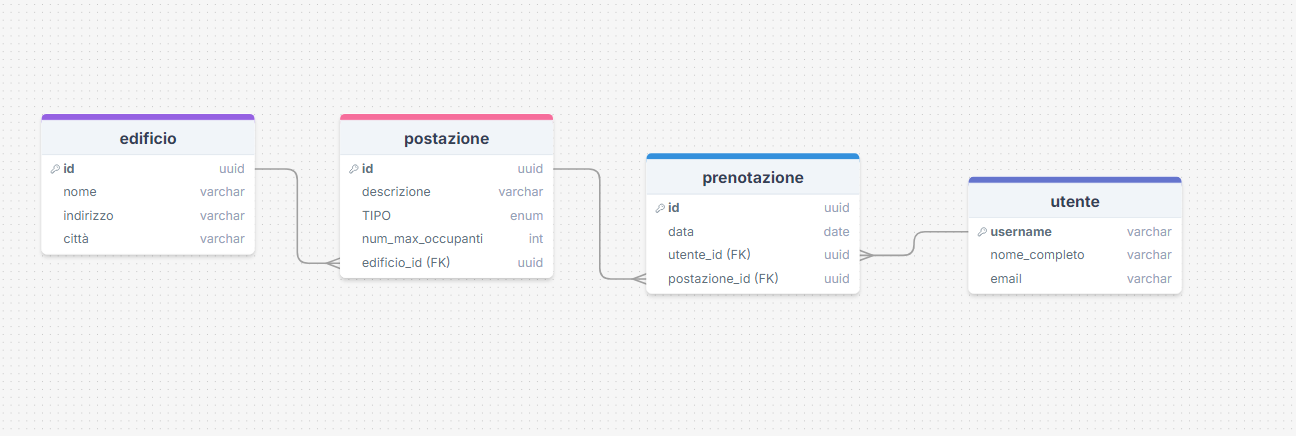 edificio
id uuid
nome varchar
indirizzo varchar
città varchar
postazione
id uuid
descrizione varchar
TIPO enum
num_max_occupanti int
edificio_id (FK) uuid
prenotazione
id uuid
data date
utente_id (FK) uuid
postazione_id (FK) uuid
utente
username varchar
nome_completo varchar
email varchar